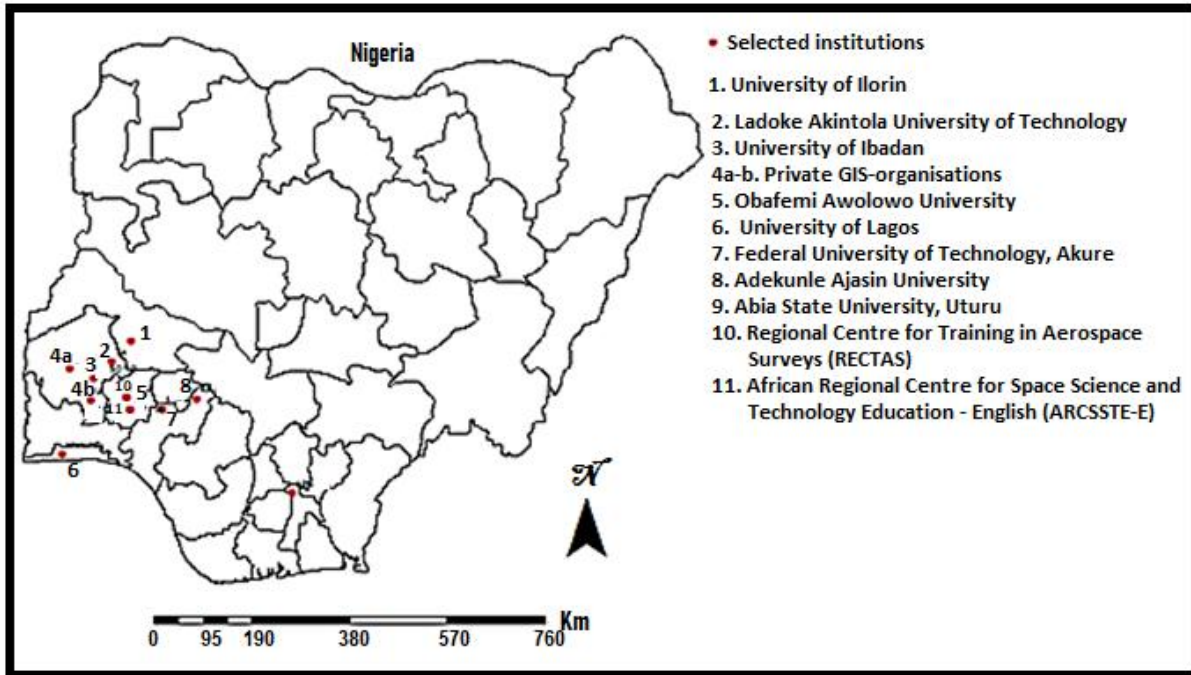 Nigeria
Selected institutions
1. University of Ilorin
2. Ladoke Akintola University of Technology
3. University of Ibadan
4a-b. Private GIS-organisations
5. Obafemi Awolowo University
6. University of Lagos
7. Federal University of Technology, Akure
8. Adekunle Ajasin University
9. Abia State University, Uturu
10. Regional Centre for Training in Aerospace
Surveys (RECTAS)
11. African Regional Centre for Space Science and
Technology Education - English (ARCSSTE-E)
1
2
4a
3
4b
10
5
8
11
7
6
N
Km
0 95 190 380 570 760